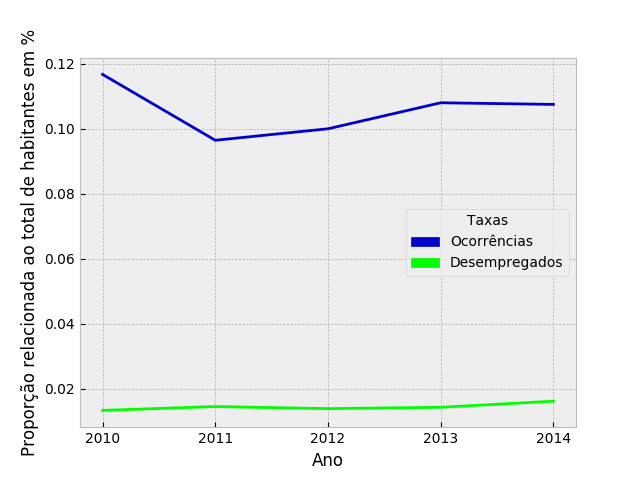 Proporção relacionada ao total de habitantes em %
0.12
0.10
0.08
0.06
0.04
0.02
Taxas
Ocorrências
Desempregados
2010 2011 2012 2013 2014
Ano